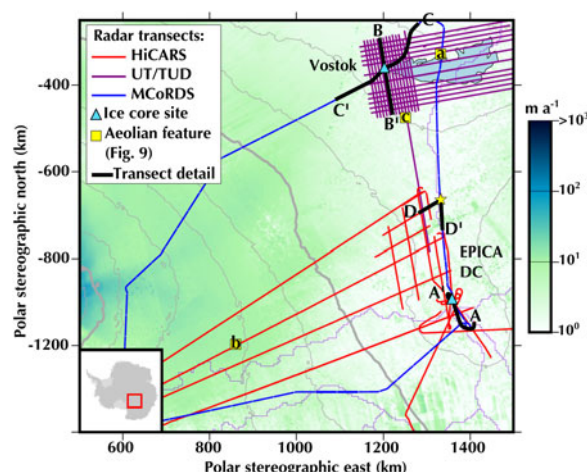 Radar transects:
HiCARS
UT/TUD
MCoRDS
Ice core site
Aeolian feature
(Fig. 9)
Transect detail
B
C
Vostok
a
C'
B'
c
D
D'
EPICA
DC
A
A
b
m a⁻¹
10²
10¹
10⁰
-400
-600
-800
-1000
-1200
600
800
1000
1200
1400
Polar stereographic north (km)
Polar stereographic east (km)